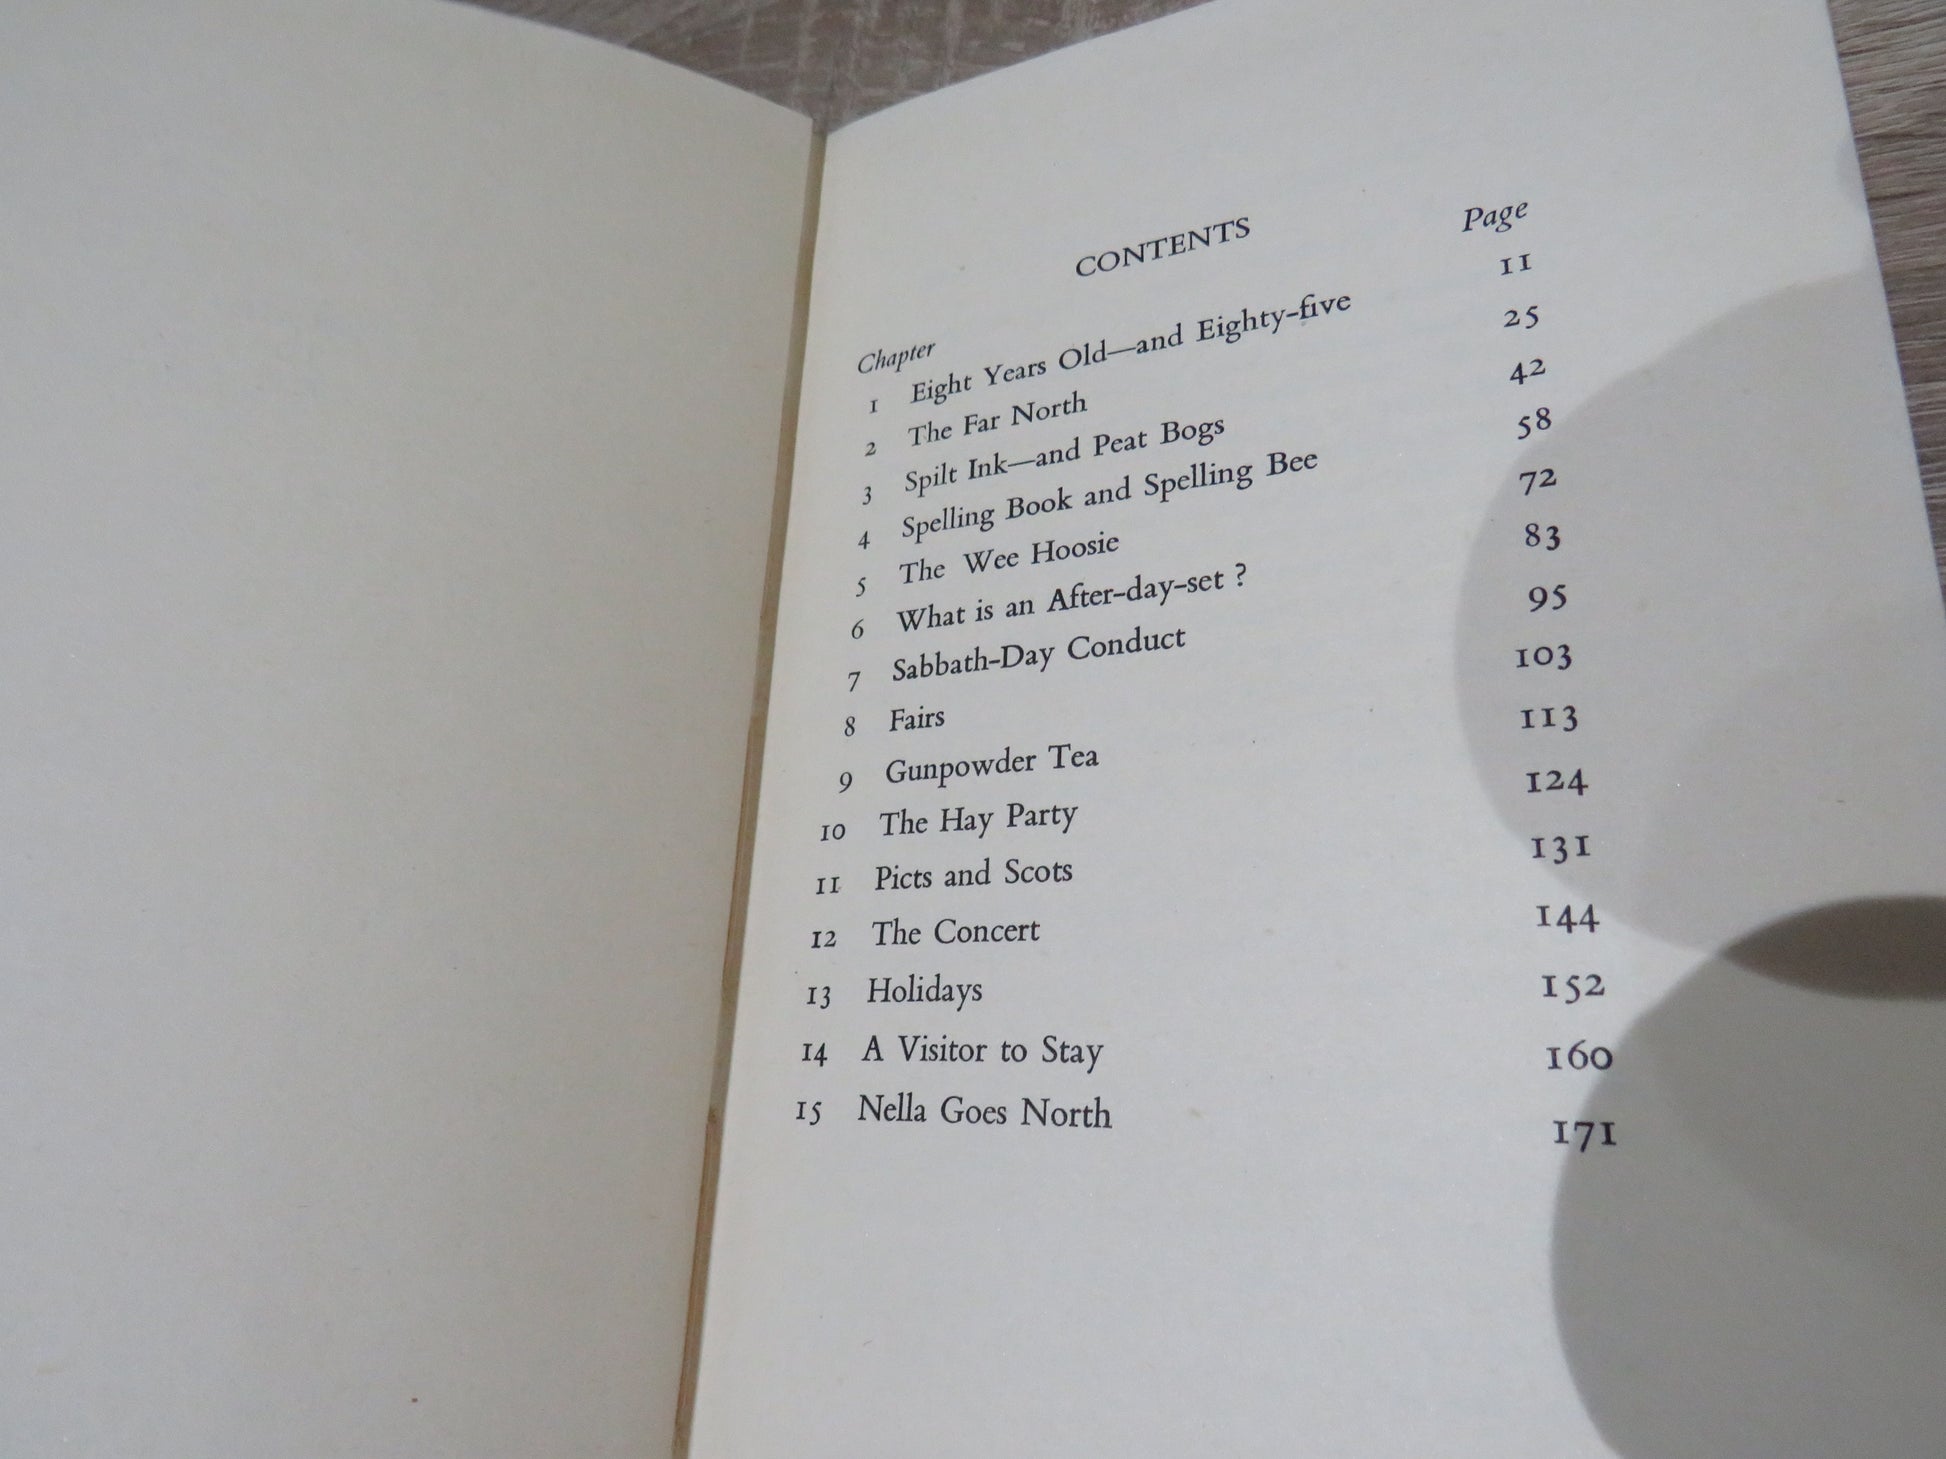 CONTENTS
Chapter Page
1 Eight Years Old—and Eighty-five 11
2 The Far North 25
3 Spilt Ink—and Peat Bogs 42
4 Spelling Book and Spelling Bee 58
5 The Wee Hoosie 72
6 What is an After-day-set ? 83
7 Sabbath-Day Conduct 95
8 Fairs 103
9 Gunpowder Tea 113
10 The Hay Party 124
11 Picts and Scots 131
12 The Concert 144
13 Holidays 152
14 A Visitor to Stay 160
15 Nella Goes North 171